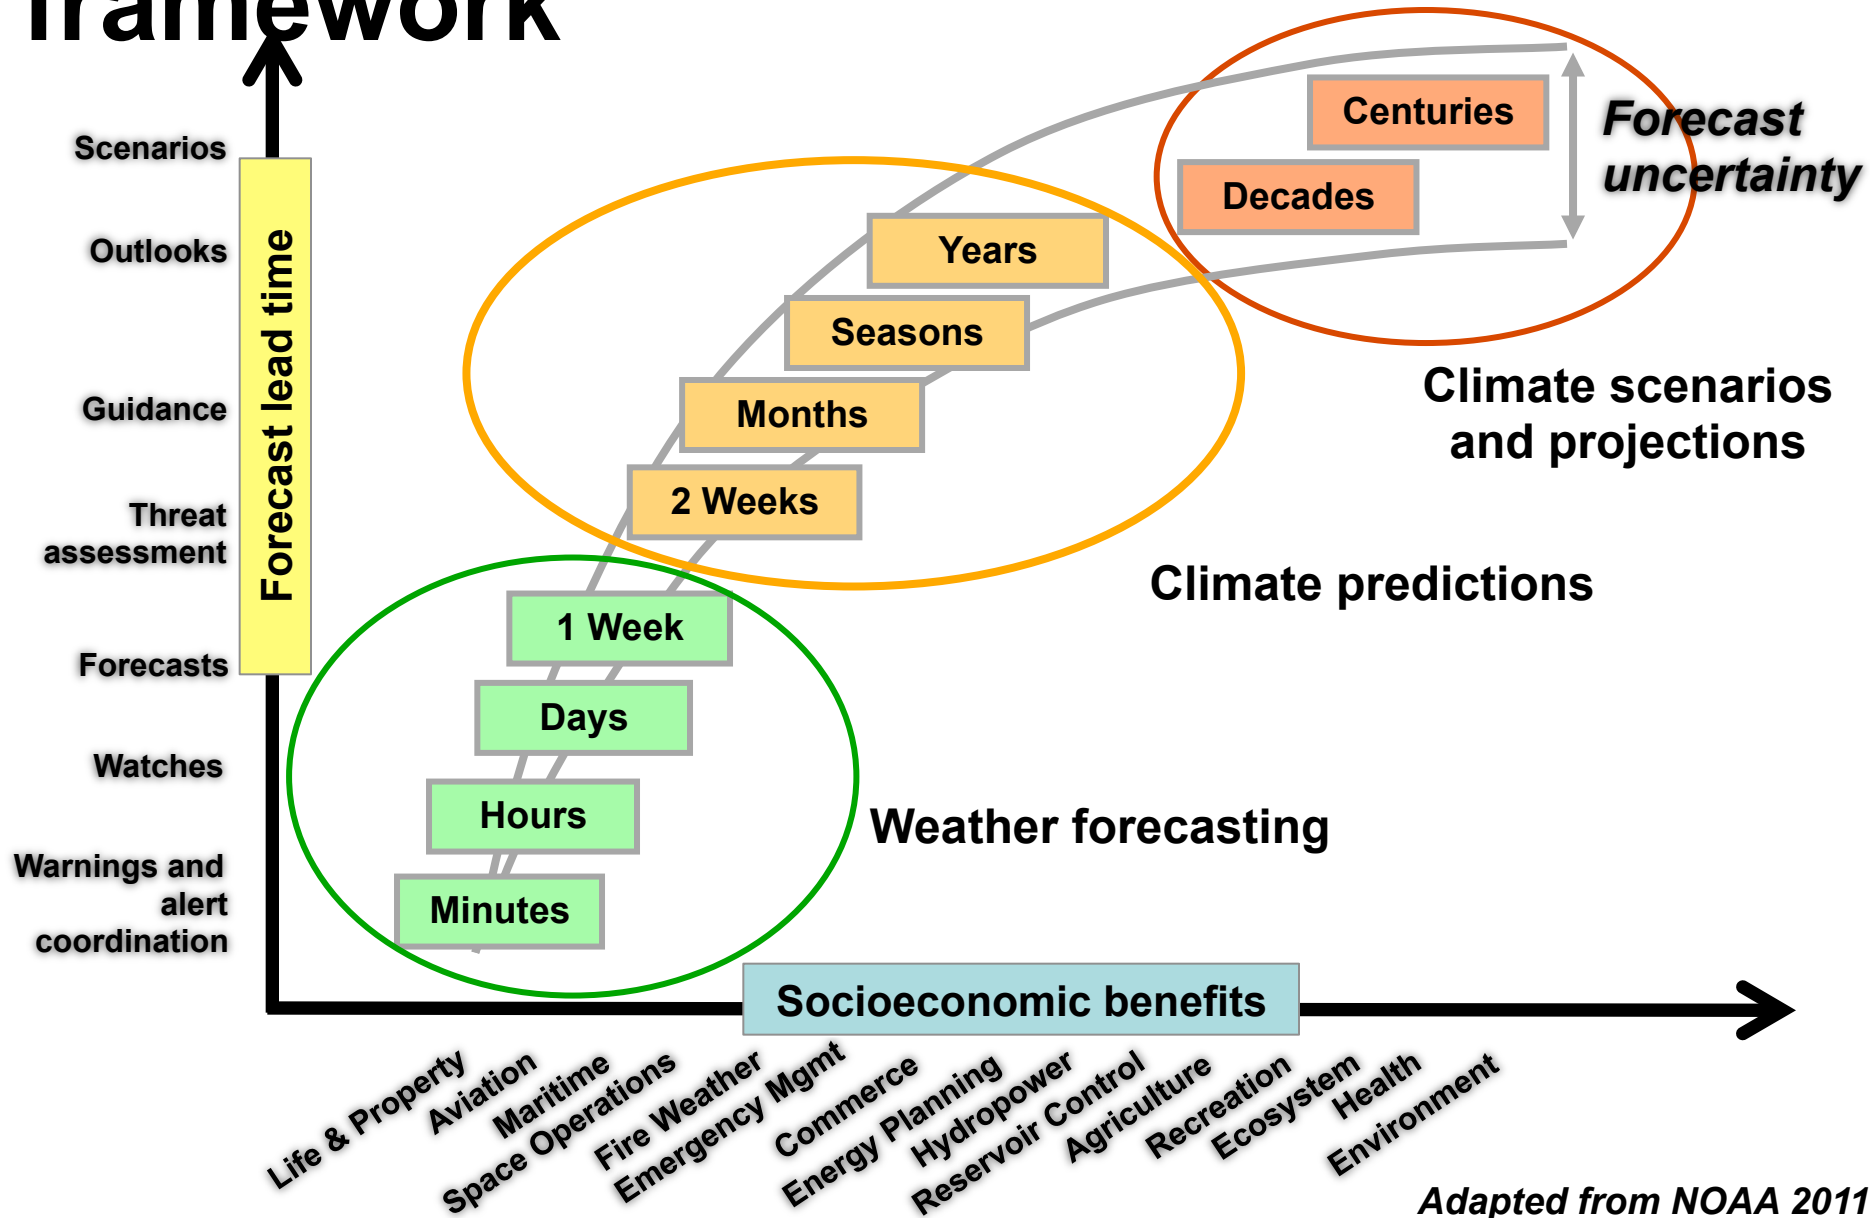 framework
Scenarios
Outlooks
Guidance
Threat
assessment
Forecasts
Watches
Warnings and
alert
coordination
Forecast lead time
Centuries
Decades
Forecast
uncertainty
Years
Seasons
Months
2 Weeks
Climate scenarios
and projections
Climate predictions
1 Week
Days
Hours
Minutes
Weather forecasting
Socioeconomic benefits
Life & Property
Aviation
Maritime
Space Operations
Fire Weather
Emergency Mgmt
Commerce
Energy Planning
Hydropower
Reservoir Control
Agriculture
Recreation
Ecosystem
Health
Environment
Adapted from NOAA 2011